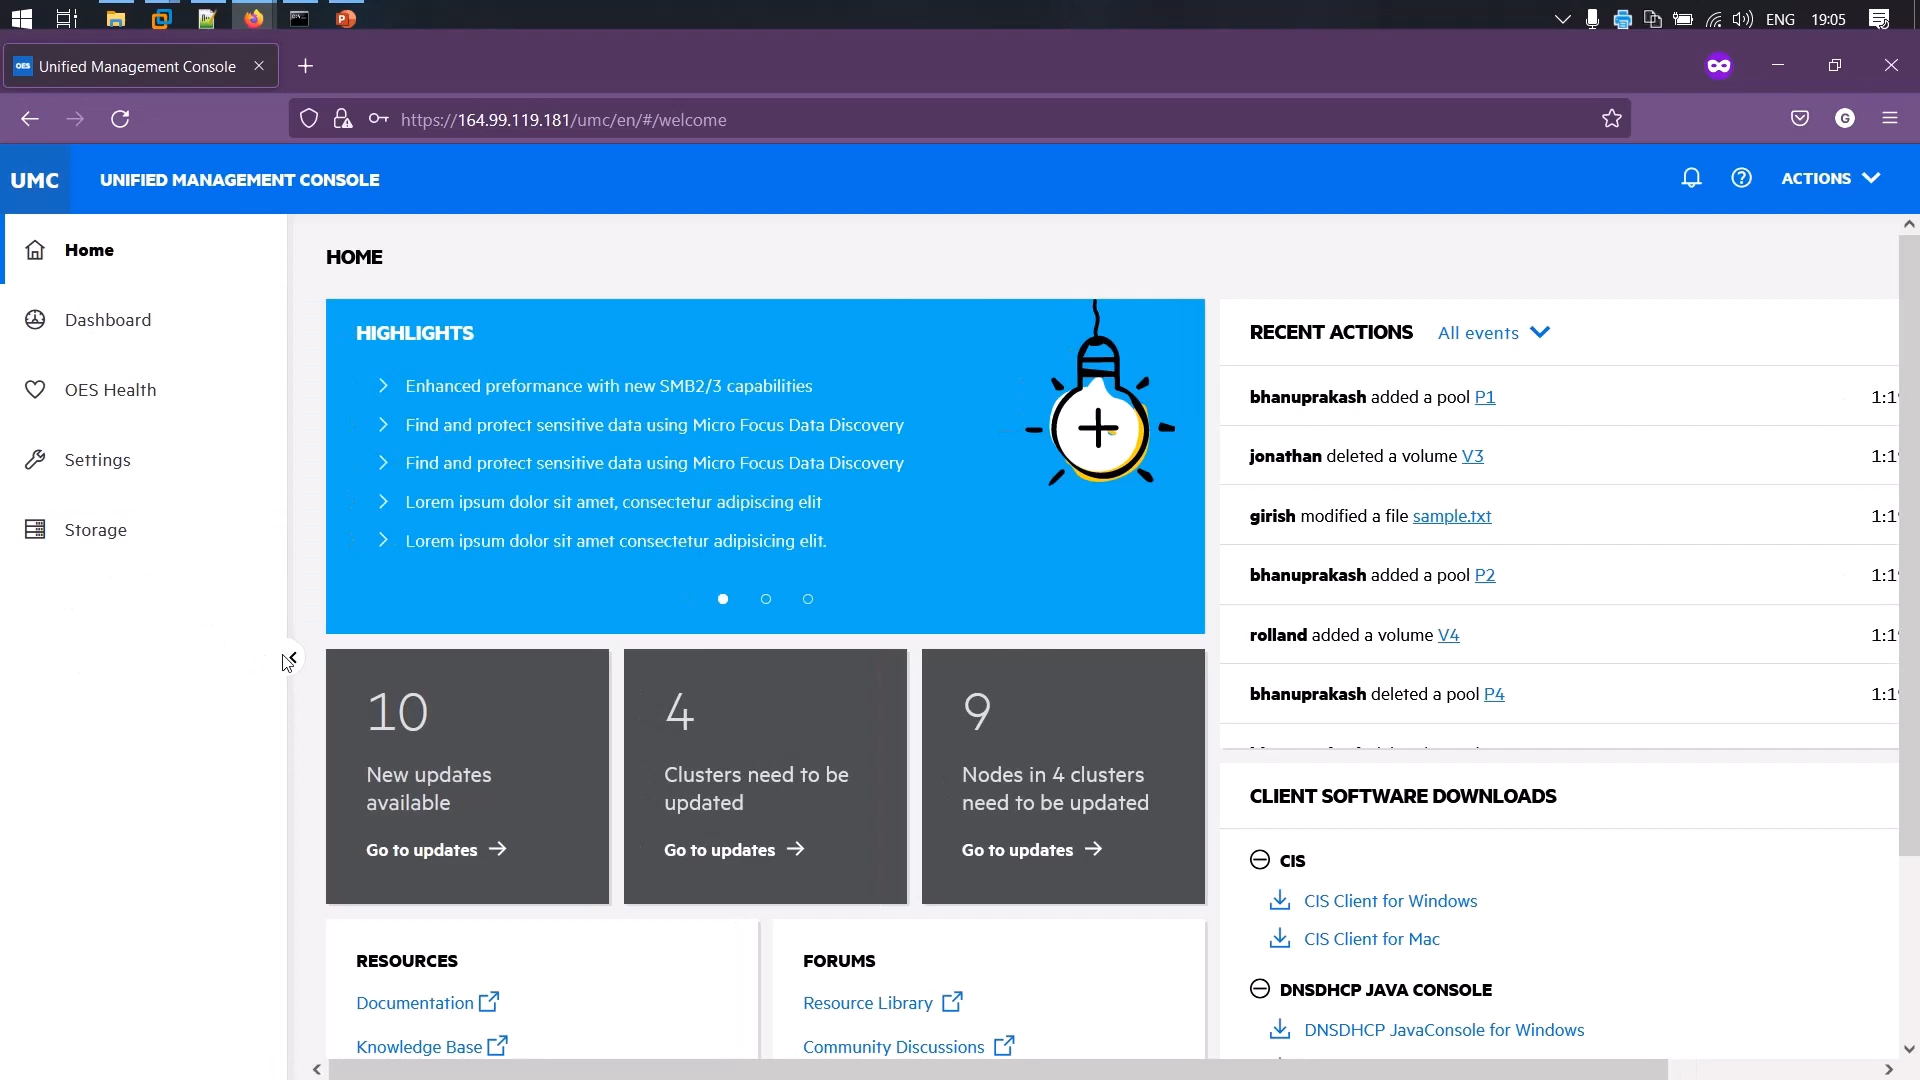 ENG 19:05
OES Unified Management Console
https://164.99.119.181/umc/en/#/welcome
G
UMC UNIFIED MANAGEMENT CONSOLE
ACTIONS
Home
Dashboard
OES Health
Settings
Storage
HOME
HIGHLIGHTS
Enhanced preformance with new SMB2/3 capabilities
Find and protect sensitive data using Micro Focus Data Discovery
Find and protect sensitive data using Micro Focus Data Discovery
Lorem ipsum dolor sit amet, consectetur adipiscing elit
Lorem ipsum dolor sit amet consectetur adipisicing elit.
10
New updates
available
Go to updates
4
Clusters need to be
updated
Go to updates
9
Nodes in 4 clusters
need to be updated
Go to updates
RESOURCES
Documentation
Knowledge Base
FORUMS
Resource Library
Community Discussions
RECENT ACTIONS All events
bhanuprakash added a pool P1
jonathan deleted a volume V3
girish modified a file sample.txt
bhanuprakash added a pool P2
rolland added a volume V4
bhanuprakash deleted a pool P4
CLIENT SOFTWARE DOWNLOADS
CIS
CIS Client for Windows
CIS Client for Mac
DNSDHCP JAVA CONSOLE
DNSDHCP JavaConsole for Windows